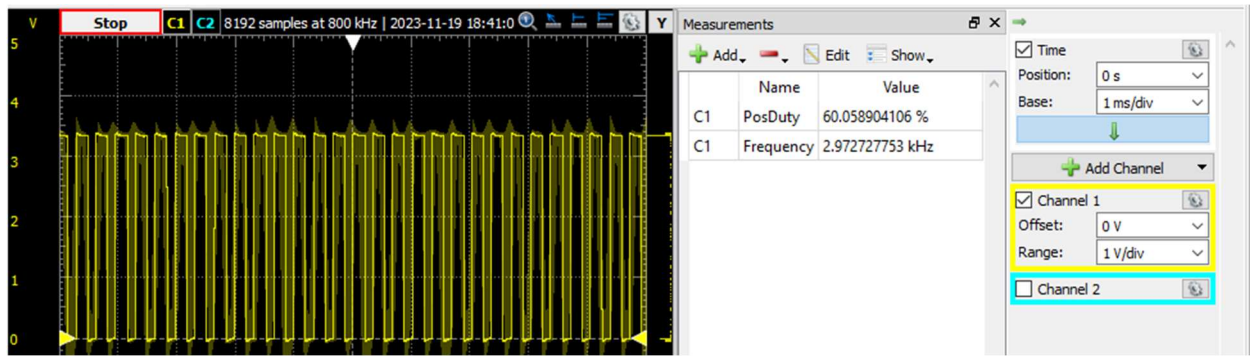 V Stop C1 C2 8192 samples at 800 kHz | 2023-11-19 18:41:0 Y
5
4
3
2
1
0
Measurements
Add Edit Show
Name Value
C1 PosDuty 60.058904106 %
C1 Frequency 2.972727753 kHz
Time
Position: 0 s
Base: 1 ms/div
Add Channel
Channel 1
Offset: 0 V
Range: 1 V/div
Channel 2